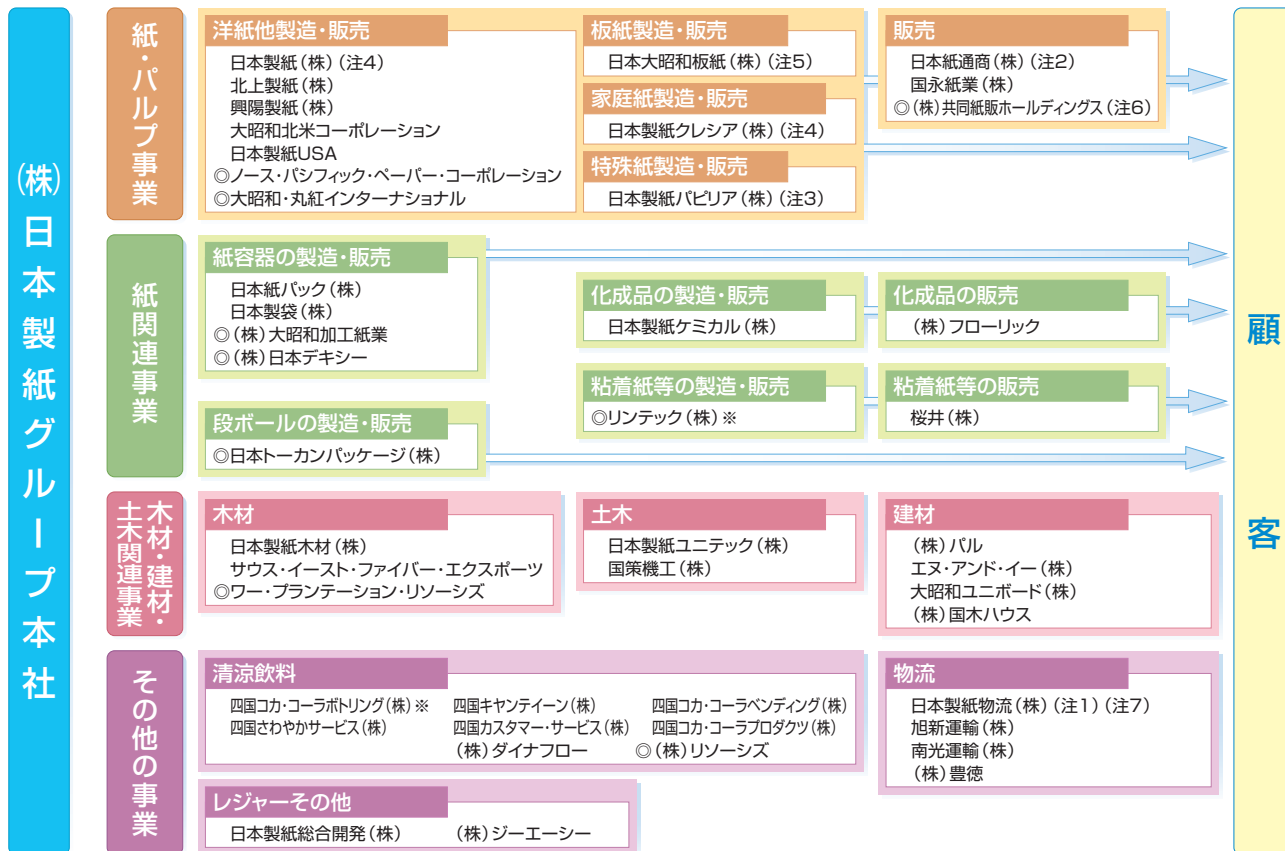 (株)日本製紙グループ本社
紙・パルプ事業
洋紙他製造・販売
日本製紙(株)(注4)
北上製紙(株)
興陽製紙(株)
大昭和北米コーポレーション
日本製紙USA
◎ノース・パシフィック・ペーパー・コーポレーション
◎大昭和・丸紅インターナショナル
板紙製造・販売
日本大昭和板紙(株)(注5)
家庭紙製造・販売
日本製紙クレシア(株)(注4)
特殊紙製造・販売
日本製紙パピリア(株)(注3)
販売
日本紙通商(株)(注2)
国永紙業(株)
◎(株)共同紙販ホールディングス(注6)
紙関連事業
紙容器の製造・販売
日本紙パック(株)
日本製袋(株)
◎(株)大昭和加工紙業
◎(株)日本デキシー
化成品の製造・販売
日本製紙ケミカル(株)
化成品の販売
(株)フローリック
粘着紙等の製造・販売
◎リンテック(株)※
粘着紙等の販売
桜井(株)
段ボールの製造・販売
◎日本トーカンパッケージ(株)
木材・建材・
土木関連事業
木材
日本製紙木材(株)
サウス・イースト・ファイバー・エクスポーツ
◎ワー・プランテーション・リソーシズ
土木
日本製紙ユニテック(株)
国策機工(株)
建材
(株)パル
エヌ・アンド・イー(株)
大昭和ユニボード(株)
(株)国木ハウス
その他の事業
清涼飲料
四国コカ・コーラボトリング(株)※ 四国キヤンテイーン(株) 四国コカ・コーラベンディング(株)
四国さわやかサービス(株) 四国カスタマー・サービス(株) 四国コカ・コーラプロダクツ(株)
(株)ダイナフロー ◎(株)リソーシズ
物流
日本製紙物流(株)(注1)(注7)
旭新運輸(株)
南光運輸(株)
(株)豊徳
レジャーその他
日本製紙総合開発(株) (株)ジーエーシー
顧客